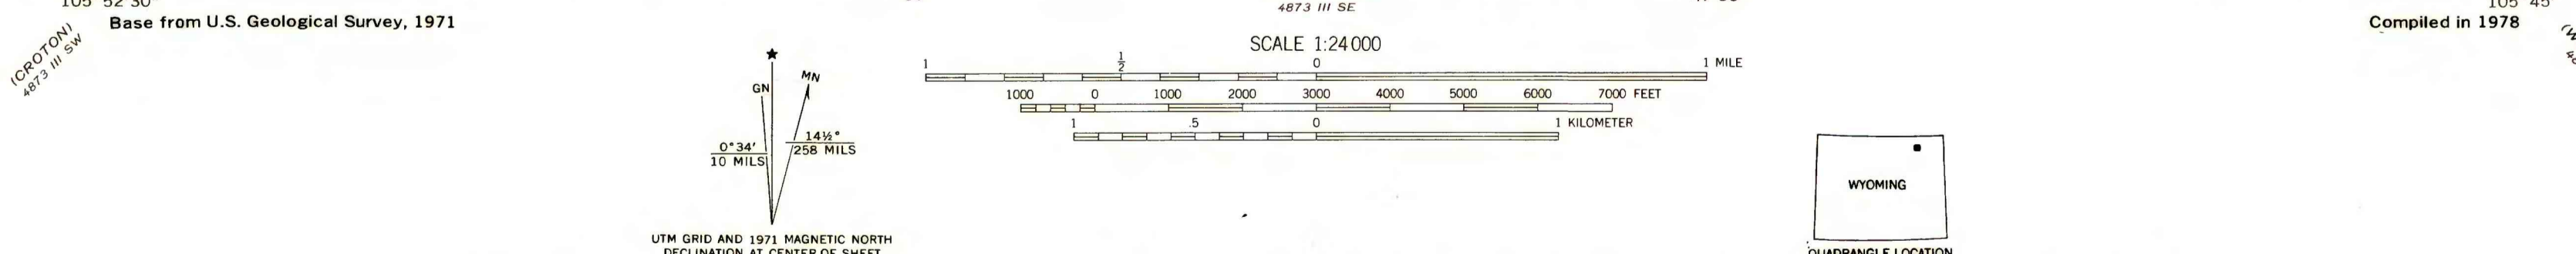 105° 52'30"
4873 III SE
105° 45'
Base from U.S. Geological Survey, 1971
Compiled in 1978
(CROTON)
4873 III SW
SCALE 1:24 000
1 ½ 0 1 MILE
1000 0 1000 2000 3000 4000 5000 6000 7000 FEET
1 .5 0 1 KILOMETER
★
GN
MN
0°34'
10 MILS
14½°
258 MILS
UTM GRID AND 1971 MAGNETIC NORTH
DECLINATION AT CENTER OF SHEET
WYOMING
QUADRANGLE LOCATION